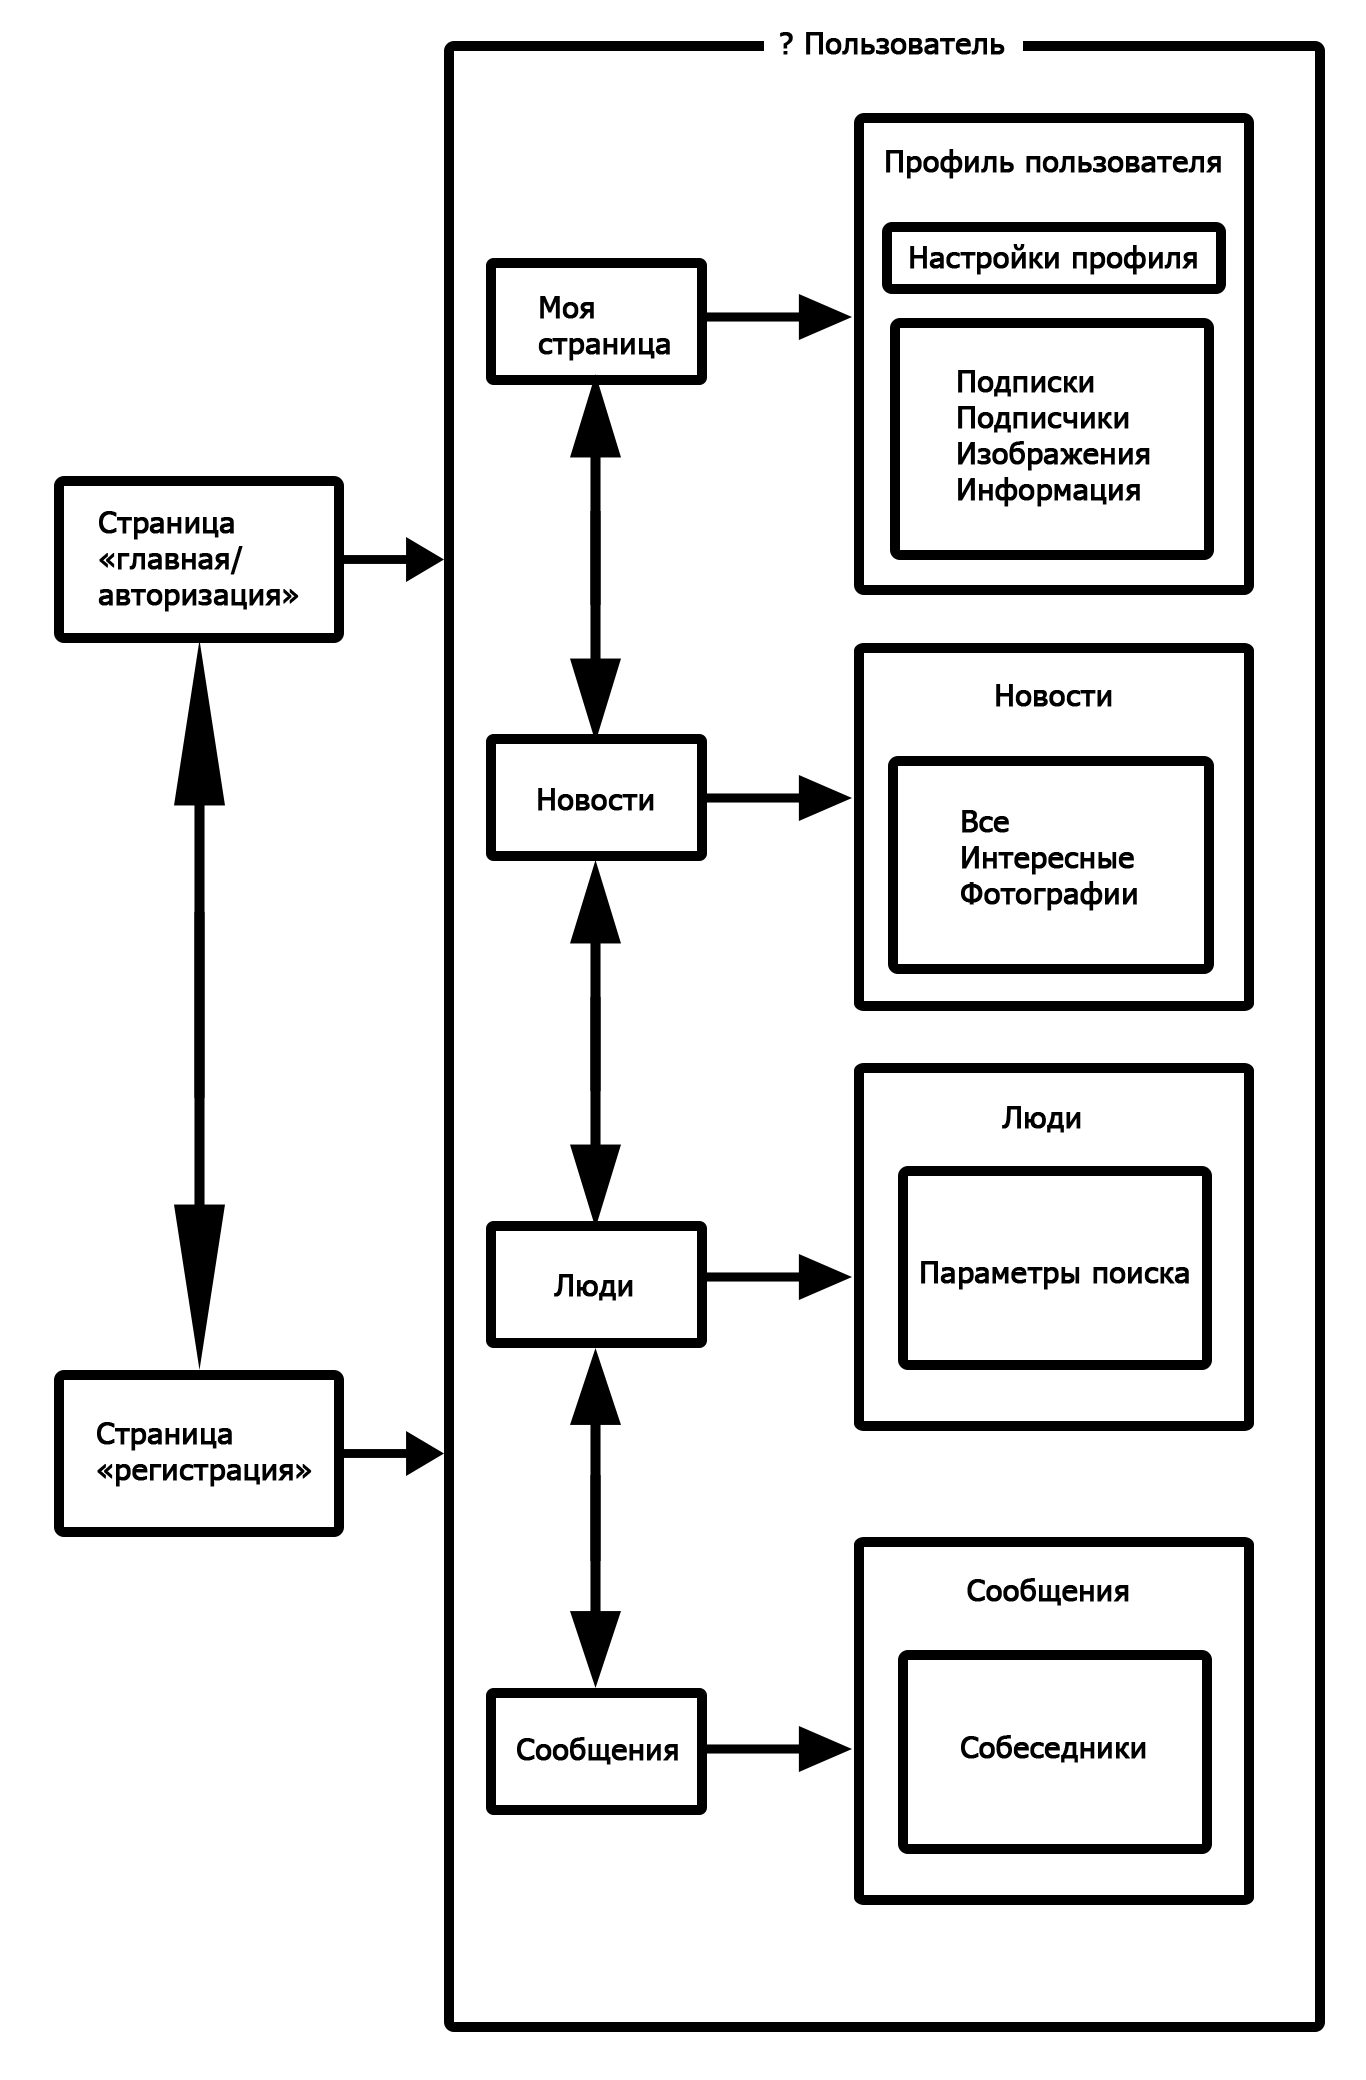 ? Пользователь
Профиль пользователя
Настройки профиля
Моя
страница
Подписки
Подписчики
Изображения
Информация
Страница
«главная/
авторизация»
Новости
Новости
Все
Интересные
Фотографии
Люди
Люди
Параметры поиска
Страница
«регистрация»
Сообщения
Сообщения
Собеседники